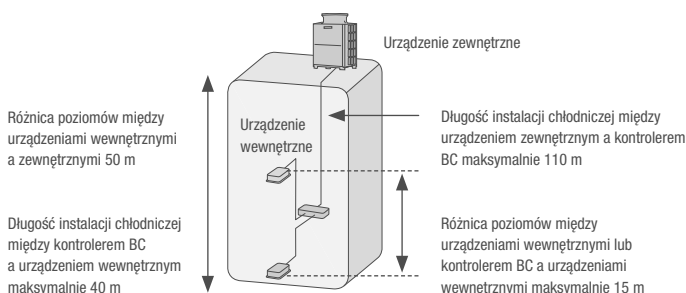 Urządzenie zewnętrzne
Różnica poziomów między
urządzeniami wewnętrznymi
a zewnętrznymi 50 m
Urządzenie
wewnętrzne
Długość instalacji chłodniczej między
urządzeniem zewnętrznym a kontrolerem
BC maksymalnie 110 m
Długość instalacji chłodniczej
między kontrolerem BC
a urządzeniem wewnętrznym
maksymalnie 40 m
Różnica poziomów między
urządzeniami wewnętrznymi lub
kontrolerem BC a urządzeniami
wewnętrznymi maksymalnie 15 m